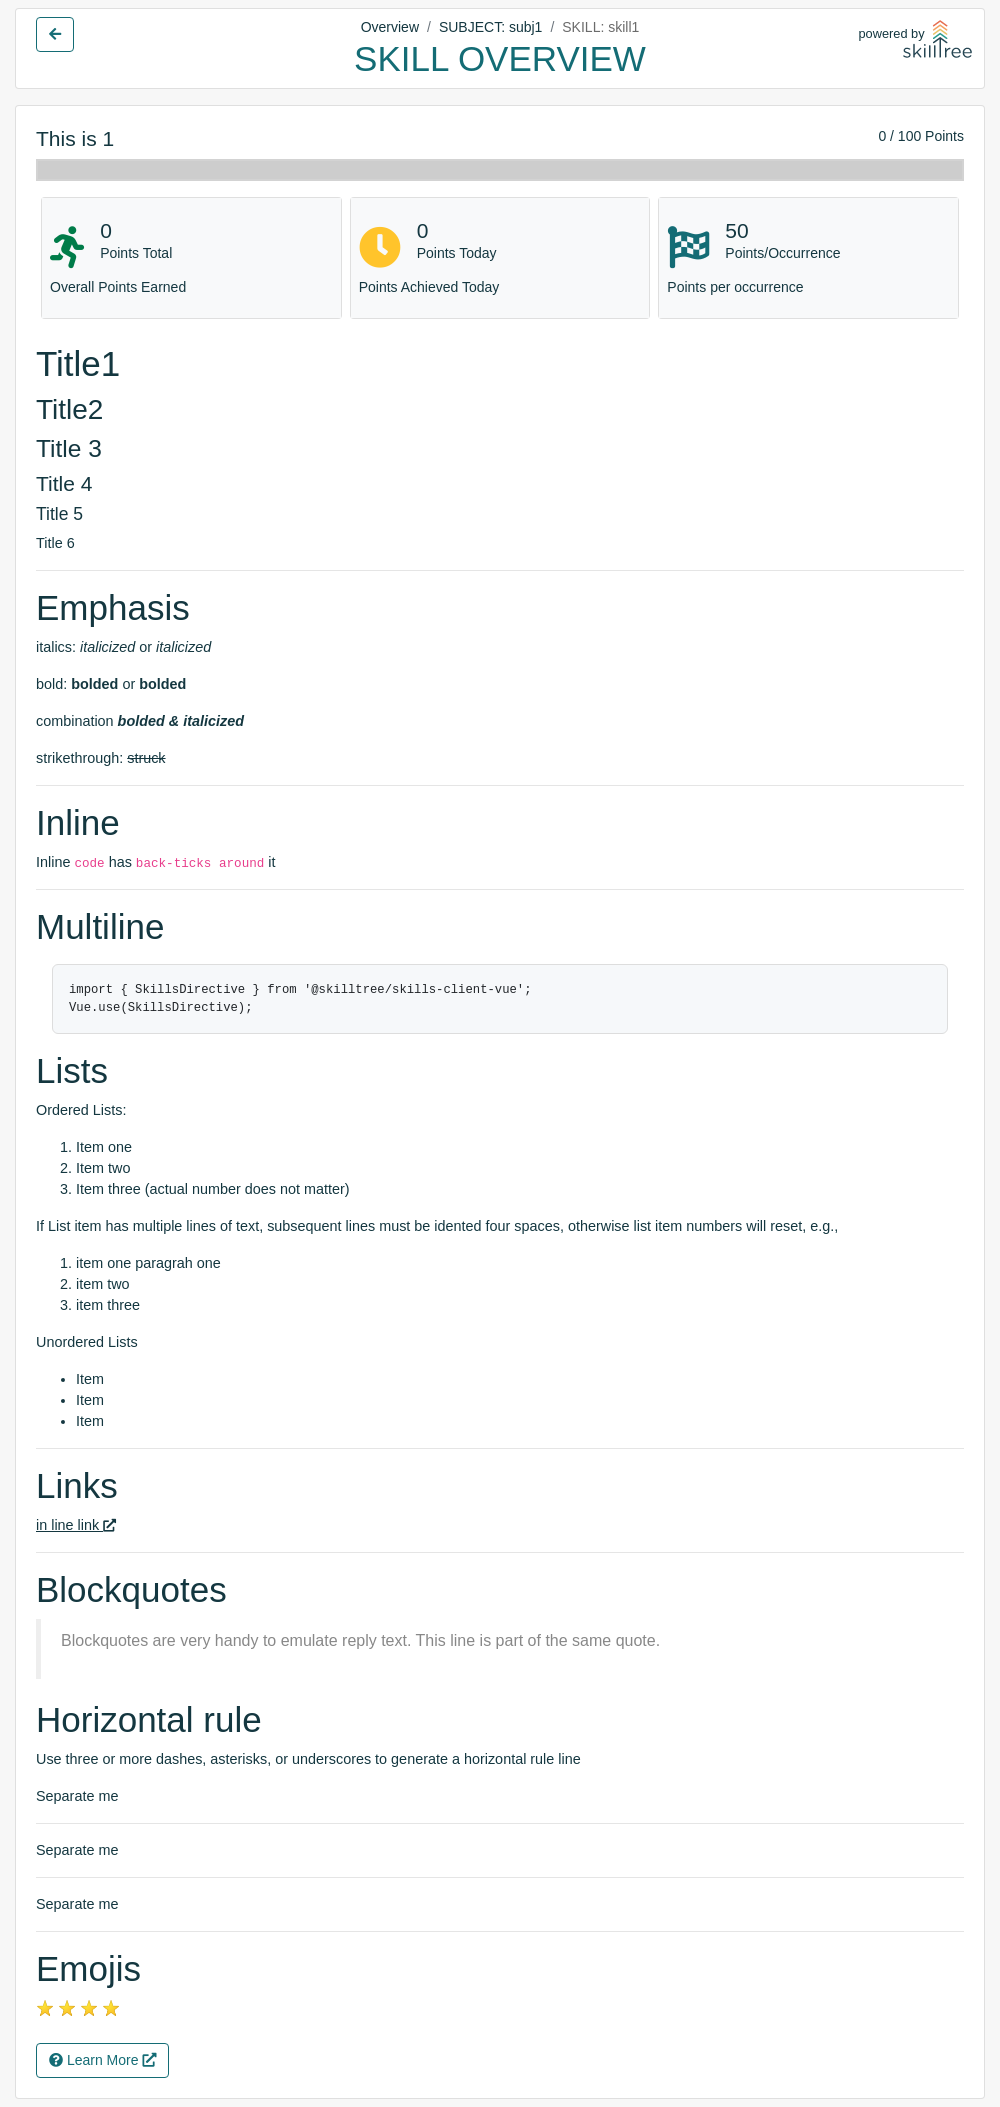 Overview / SUBJECT: subj1 / SKILL: skill1
SKILL OVERVIEW
powered by
skilltree
This is 1
0 / 100 Points
0
Points Total
Overall Points Earned
0
Points Today
Points Achieved Today
50
Points/Occurrence
Points per occurrence
Title1
Title2
Title 3
Title 4
Title 5
Title 6
Emphasis
italics: italicized or italicized
bold: bolded or bolded
combination bolded & italicized
strikethrough: struck
Inline
Inline code has back-ticks around it
Multiline
import { SkillsDirective } from '@skilltree/skills-client-vue';
Vue.use(SkillsDirective);
Lists
Ordered Lists:
1. Item one
2. Item two
3. Item three (actual number does not matter)
If List item has multiple lines of text, subsequent lines must be idented four spaces, otherwise list item numbers will reset, e.g.,
1. item one paragrah one
2. item two
3. item three
Unordered Lists
• Item
• Item
• Item
Links
in line link
Blockquotes
Blockquotes are very handy to emulate reply text. This line is part of the same quote.
Horizontal rule
Use three or more dashes, asterisks, or underscores to generate a horizontal rule line
Separate me
Separate me
Separate me
Emojis
Learn More